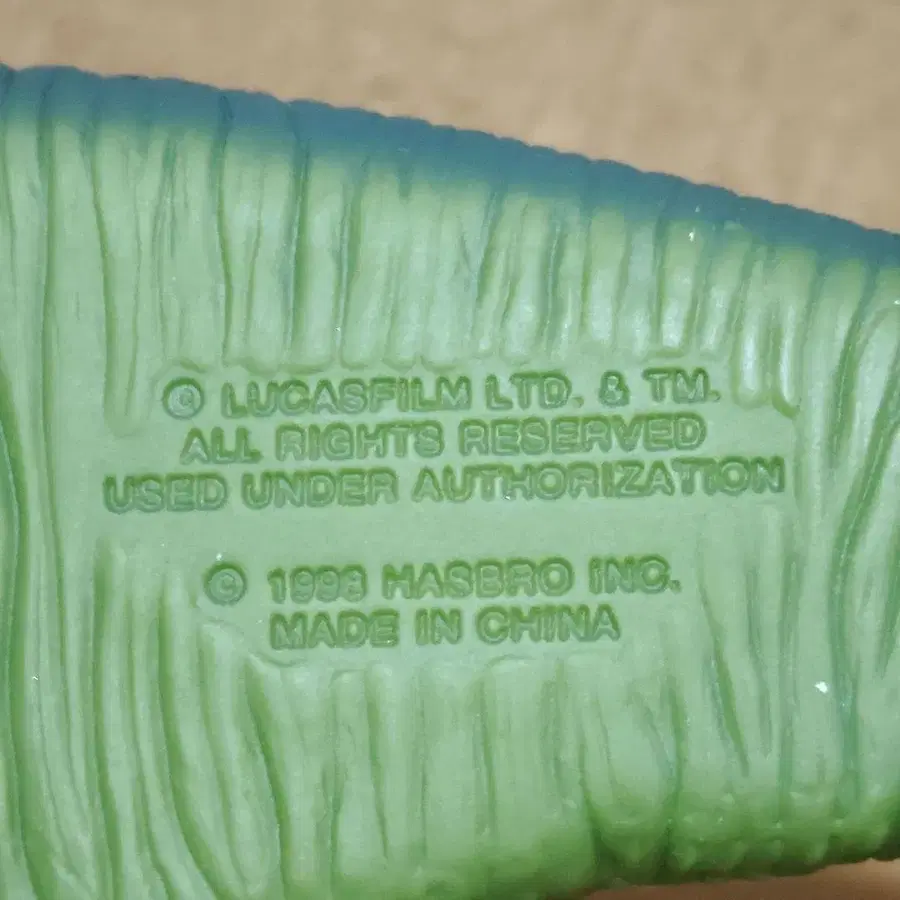 © LUCASFILM LTD. & TM.
ALL RIGHTS RESERVED
USED UNDER AUTHORIZATION
© 1998 HASBRO INC.
MADE IN CHINA